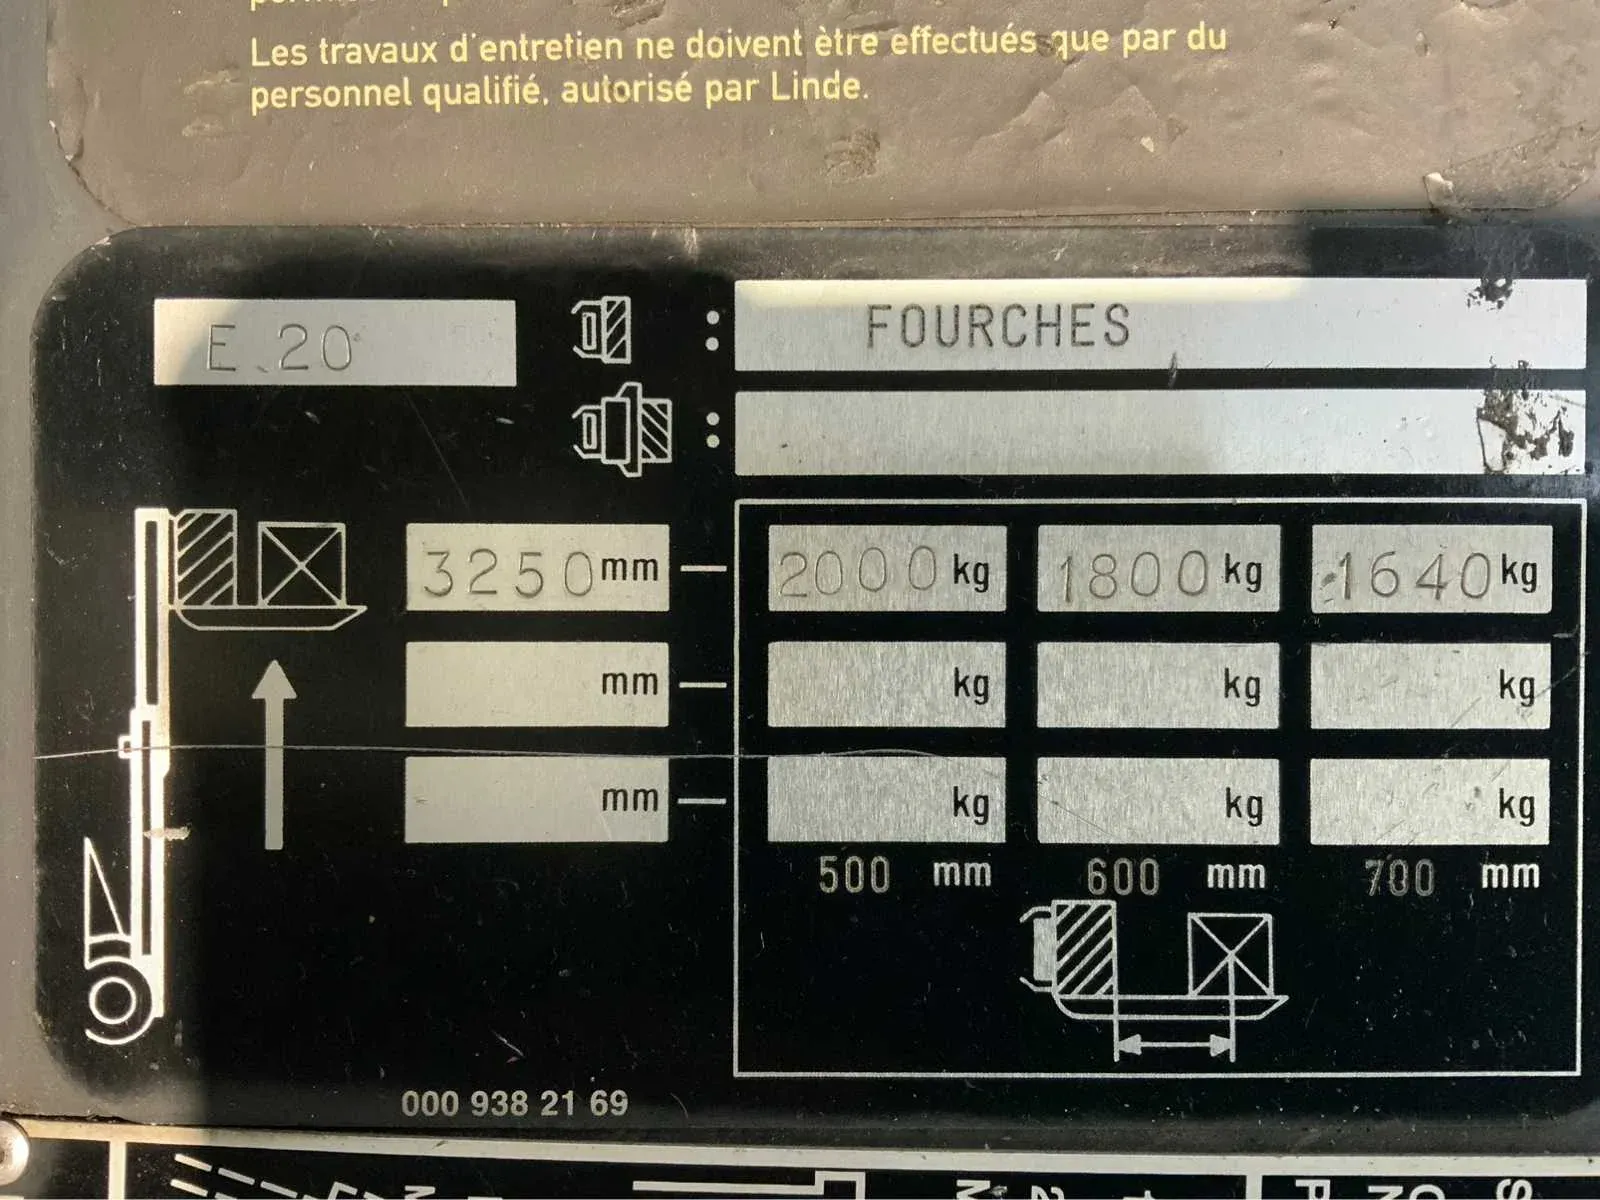 Les travaux d'entretien ne doivent être effectués que par du
personnel qualifié, autorisé par Linde.
E.20
: FOURCHES
:
3250 mm — 2000 kg 1800 kg 1640 kg
mm — kg kg kg
mm — kg kg kg
500 mm 600 mm 700 mm
000 938 21 69